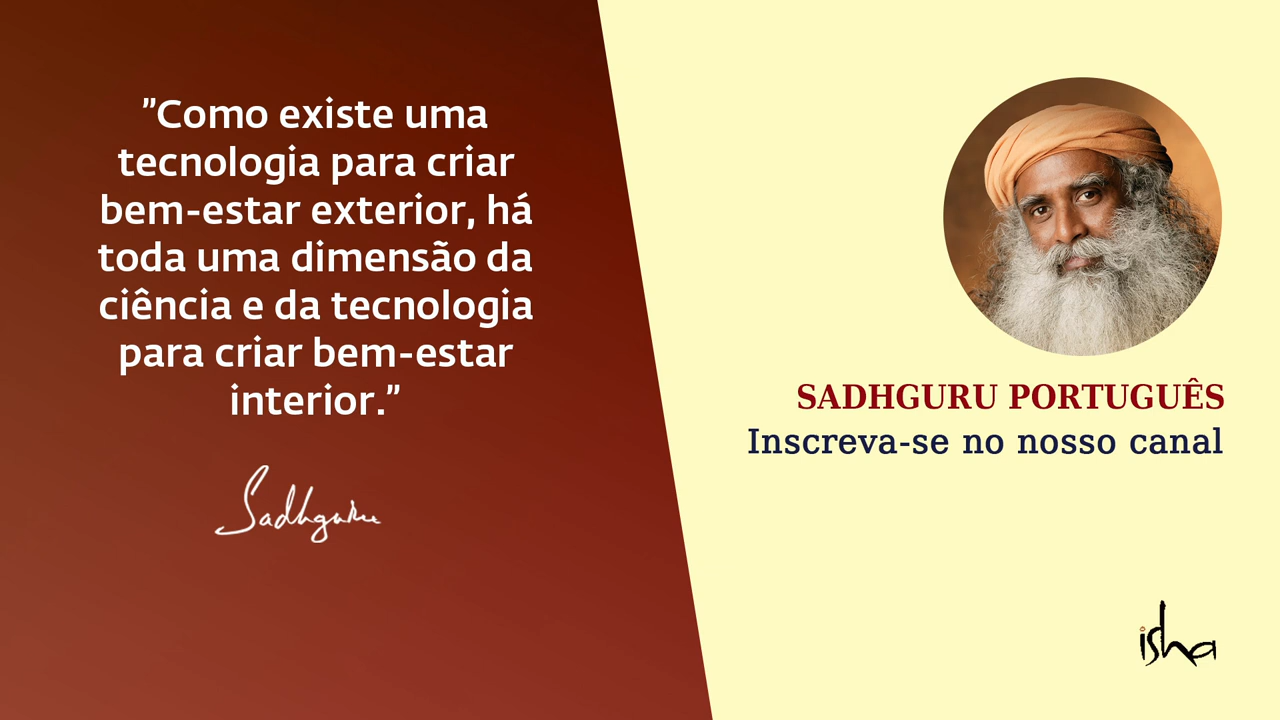 ”Como existe uma
tecnologia para criar
bem-estar exterior, há
toda uma dimensão da
ciência e da tecnologia
para criar bem-estar
interior.”
Sadhguru
SADHGURU PORTUGUÊS
Inscreva-se no nosso canal
isha